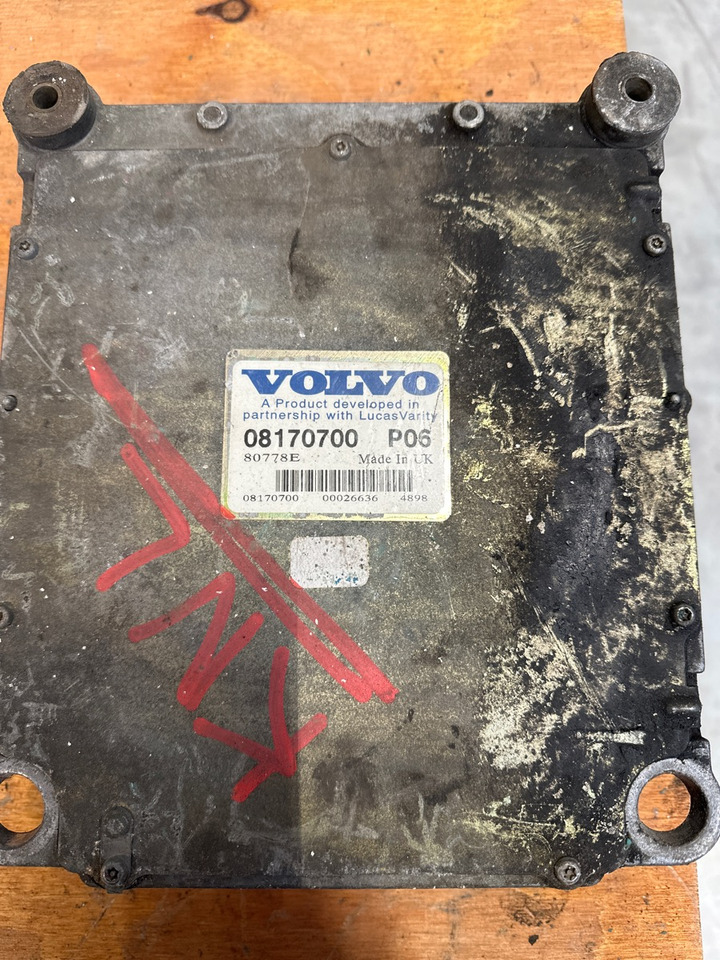 VOLVO
A Product developed in
partnership with LucasVarity
08170700 P06
80778E Made In UK
08170700 00026636 4898